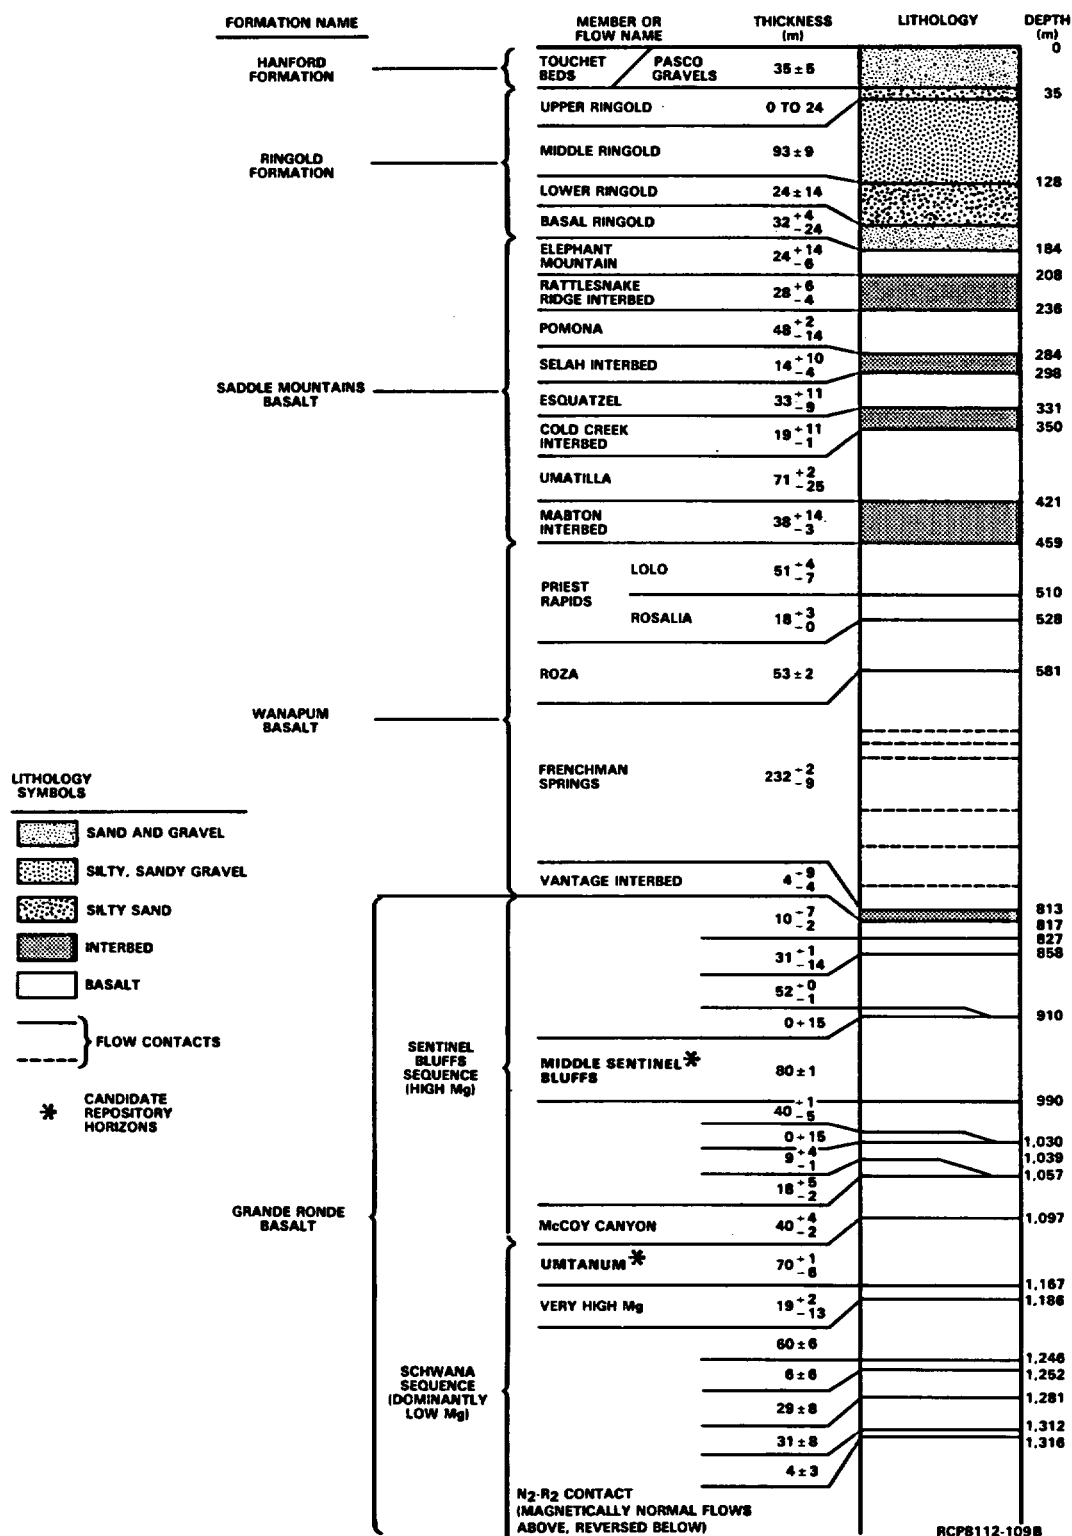 FORMATION NAME
MEMBER OR
FLOW NAME
THICKNESS
(m)
LITHOLOGY
DEPTH
(m)
0
HANFORD
FORMATION
TOUCHET
BEDS
PASCO
GRAVELS
35 ± 5
35
UPPER RINGOLD
0 TO 24
RINGOLD
FORMATION
MIDDLE RINGOLD
93 ± 9
128
LOWER RINGOLD
24 ± 14
BASAL RINGOLD
32 +4 −24
184
ELEPHANT
MOUNTAIN
24 +14 −6
208
RATTLESNAKE
RIDGE INTERBED
28 +6 −4
236
POMONA
48 +2 −14
284
SELAH INTERBED
14 +10 −4
298
SADDLE MOUNTAINS
BASALT
ESQUATZEL
33 +11 −9
331
COLD CREEK
INTERBED
19 +11 −1
350
UMATILLA
71 +2 −25
421
MABTON
INTERBED
38 +14 −3
459
PRIEST
RAPIDS
LOLO
51 +4 −7
510
ROSALIA
18 +3 −0
528
ROZA
53 ± 2
581
WANAPUM
BASALT
FRENCHMAN
SPRINGS
232 +2 −9
VANTAGE INTERBED
4 +9 −4
813
817
10 +7 −2
827
31 +1 −14
858
52 +0 −1
0 + 15
910
SENTINEL
BLUFFS
SEQUENCE
(HIGH Mg)
MIDDLE SENTINEL*
BLUFFS
80 ± 1
990
40 +1 −5
0 + 15
1,030
9 +4 −1
1,039
18 +5 −2
1,057
GRANDE RONDE
BASALT
McCOY CANYON
40 +4 −2
1,097
UMTANUM*
70 +1 −6
1,167
VERY HIGH Mg
19 +2 −13
1,186
60 ± 6
1,246
6 ± 6
1,252
SCHWANA
SEQUENCE
(DOMINANTLY
LOW Mg)
29 ± 8
1,281
31 ± 8
1,312
4 ± 3
1,316
N2-R2 CONTACT
(MAGNETICALLY NORMAL FLOWS
ABOVE, REVERSED BELOW)
LITHOLOGY
SYMBOLS
SAND AND GRAVEL
SILTY, SANDY GRAVEL
SILTY SAND
INTERBED
BASALT
FLOW CONTACTS
*
CANDIDATE
REPOSITORY
HORIZONS
RCP8112-109B